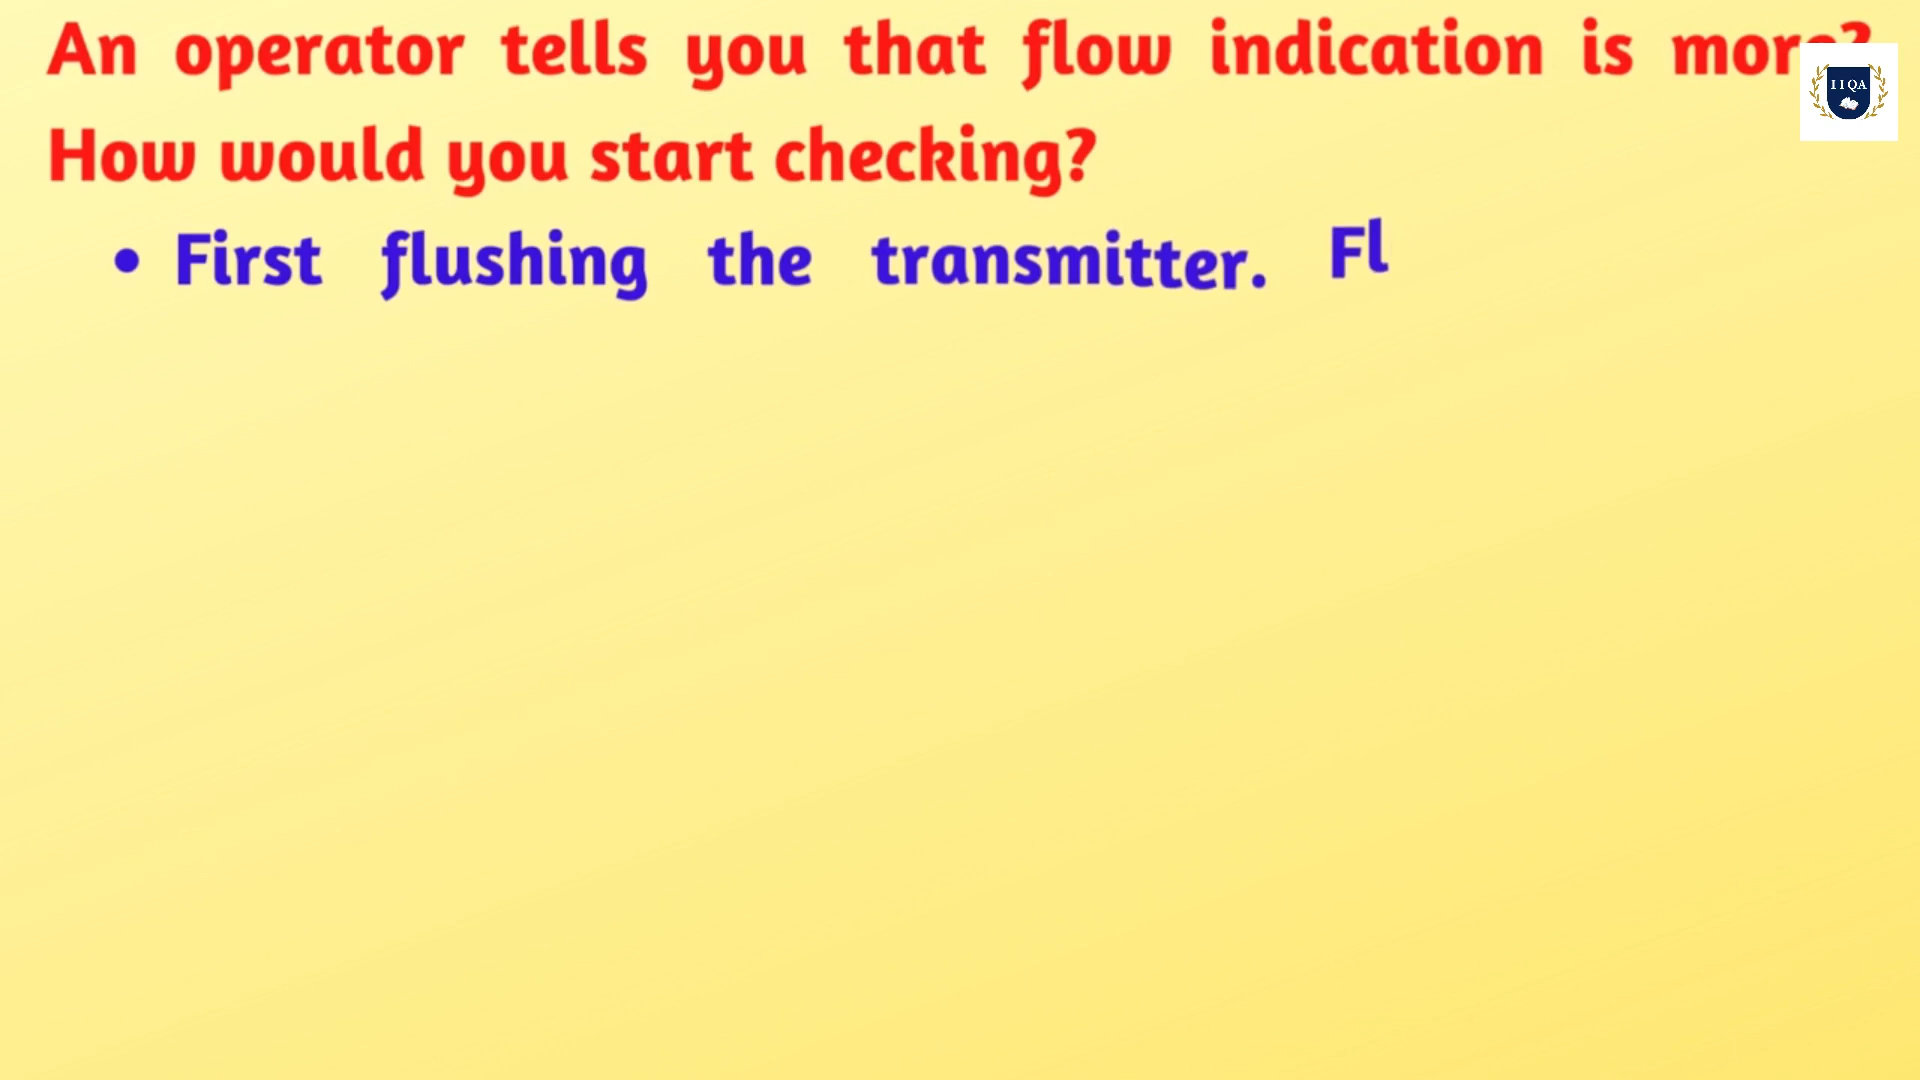 An operator tells you that flow indication is more?
How would you start checking?
• First flushing the transmitter. Fl
IIQA